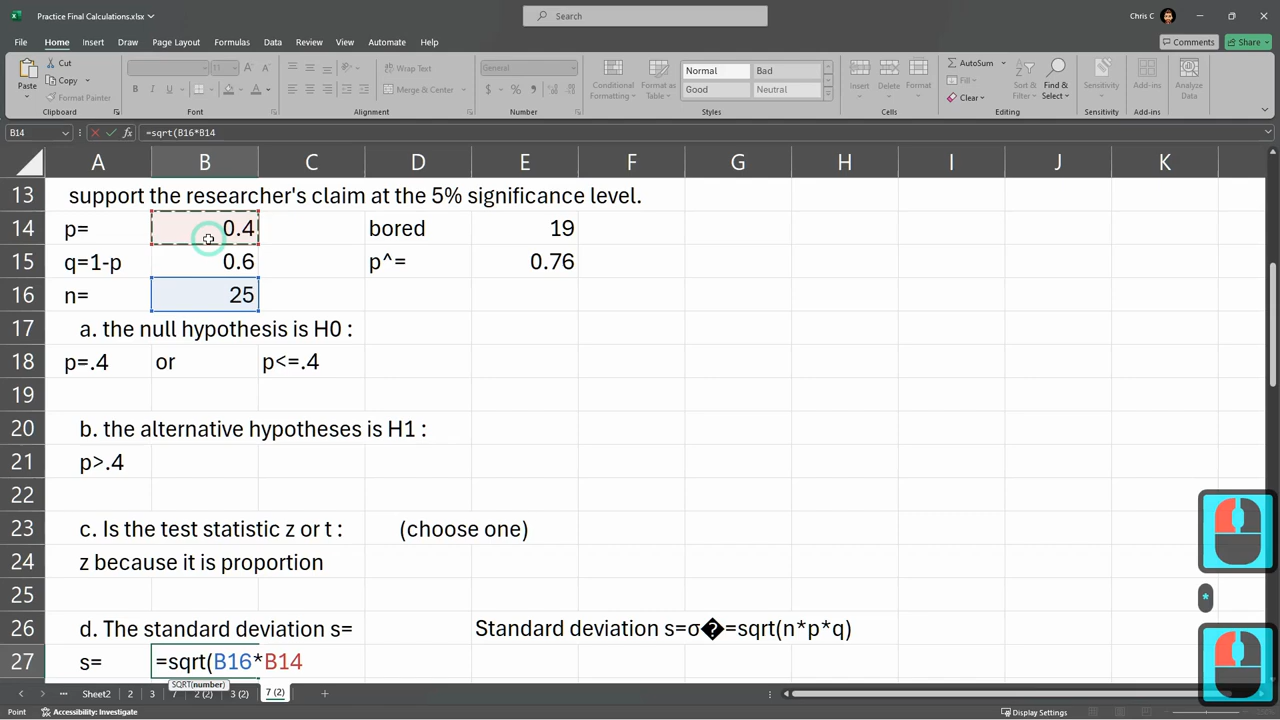 Practice Final Calculations.xlsx
Search
Chris C
File Home Insert Draw Page Layout Formulas Data Review View Automate Help
Comments Share
Paste Cut Copy Format Painter
Clipboard
11
B I U
Font
Wrap Text
Merge & Center
Alignment
General
$ % ,
Number
Conditional Formatting Format as Table
Normal Bad
Good Neutral
Styles
Insert Delete Format
Cells
AutoSum
Fill
Clear
Sort & Filter Find & Select
Editing
Sensitivity
Sensitivity
Add-ins
Add-ins
Analyze Data
B14 fx =sqrt(B16*B14
A B C D E F G H I J K
13 support the researcher's claim at the 5% significance level.
14 p= 0.4 bored 19
15 q=1-p 0.6 p^= 0.76
16 n= 25
17 a. the null hypothesis is H0 :
18 p=.4 or p<=.4
19
20 b. the alternative hypotheses is H1 :
21 p>.4
22
23 c. Is the test statistic z or t : (choose one)
24 z because it is proportion
25
26 d. The standard deviation s= Standard deviation s=σ�=sqrt(n*p*q)
27 s= =sqrt(B16*B14
SQRT(number)
*
... Sheet2 2 3 7 2 (2) 3 (2) 7 (2) +
Point Accessibility: Investigate Display Settings